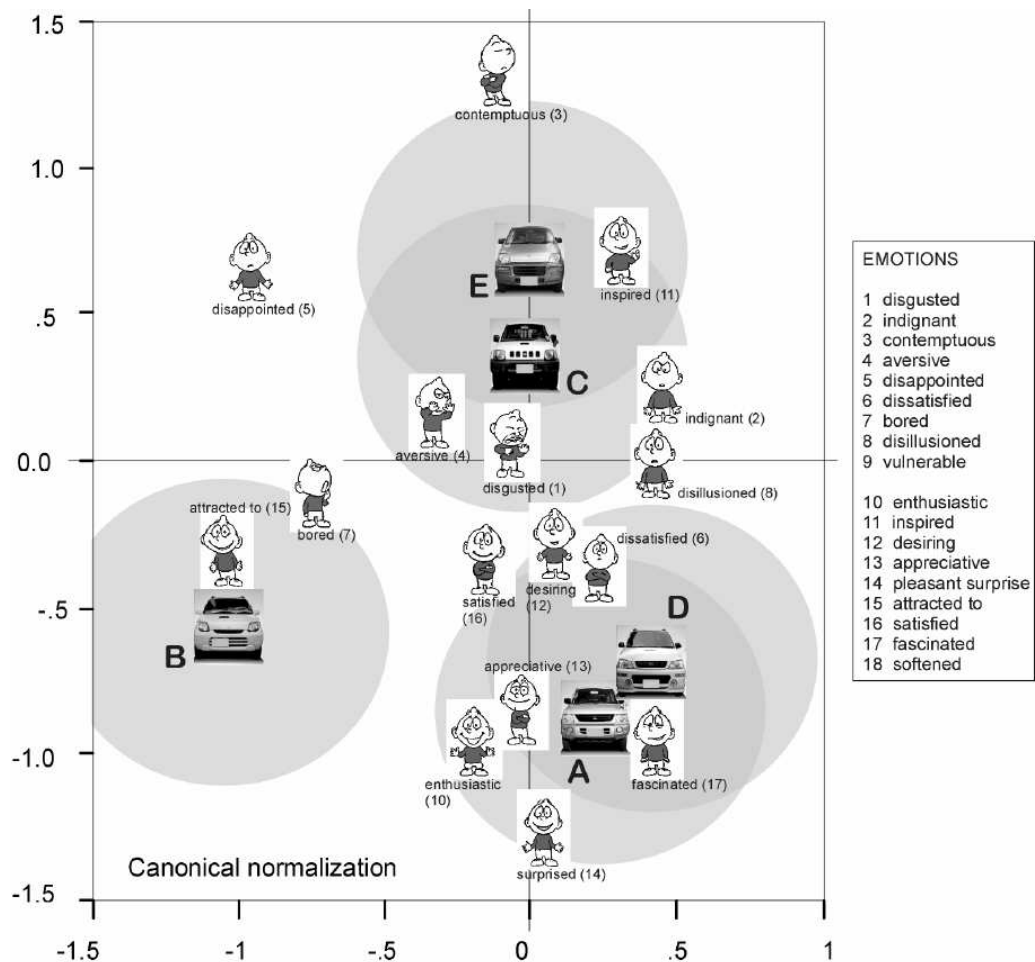 1.5
contemptuous (3)
1.0
E
inspired (11)
disappointed (5)
.5
C
indignant (2)
aversive (4)
0.0
disgusted (1)
disillusioned (8)
attracted to (15)
bored (7)
dissatisfied (6)
satisfied
(16)
desiring
(12)
-.5
D
B
appreciative (13)
-1.0
A
enthusiastic
(10)
fascinated (17)
Canonical normalization
surprised (14)
-1.5
-1.5
-1
-.5
0
.5
1
EMOTIONS
1 disgusted
2 indignant
3 contemptuous
4 aversive
5 disappointed
6 dissatisfied
7 bored
8 disillusioned
9 vulnerable
10 enthusiastic
11 inspired
12 desiring
13 appreciative
14 pleasant surprise
15 attracted to
16 satisfied
17 fascinated
18 softened